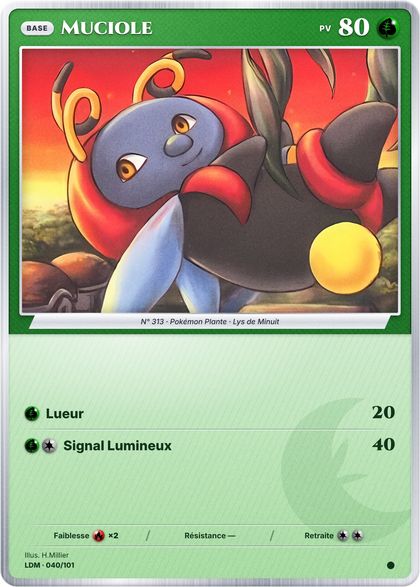 BASE MUCIOLE PV 80
N° 313 · Pokémon Plante · Lys de Minuit
Lueur 20
Signal Lumineux 40
Faiblesse ×2 / Résistance — / Retraite
Illus. H.Millier
LDM · 040/101